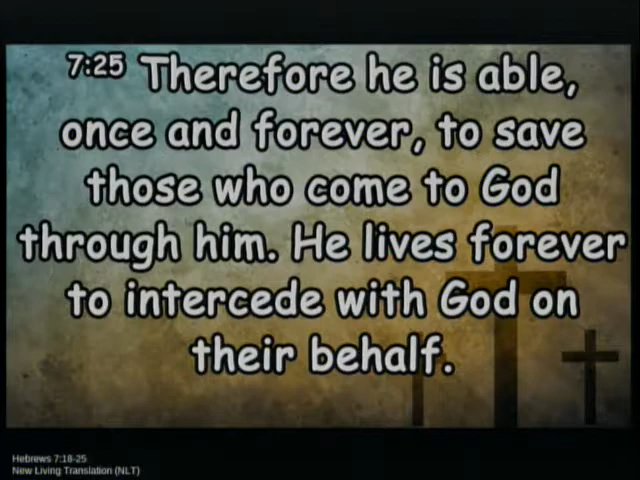 7:25 Therefore he is able,
once and forever, to save
those who come to God
through him. He lives forever
to intercede with God on
their behalf.
Hebrews 7:18-25
New Living Translation (NLT)